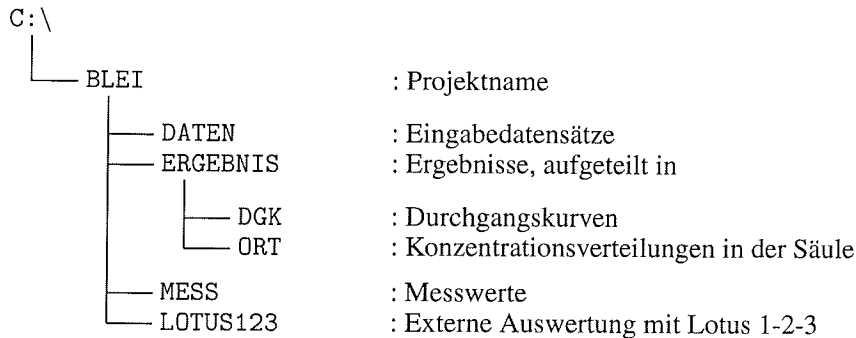 C:\
BLEI : Projektname
DATEN : Eingabedatensätze
ERGEBNIS : Ergebnisse, aufgeteilt in
DGK : Durchgangskurven
ORT : Konzentrationsverteilungen in der Säule
MESS : Messwerte
LOTUS123 : Externe Auswertung mit Lotus 1-2-3